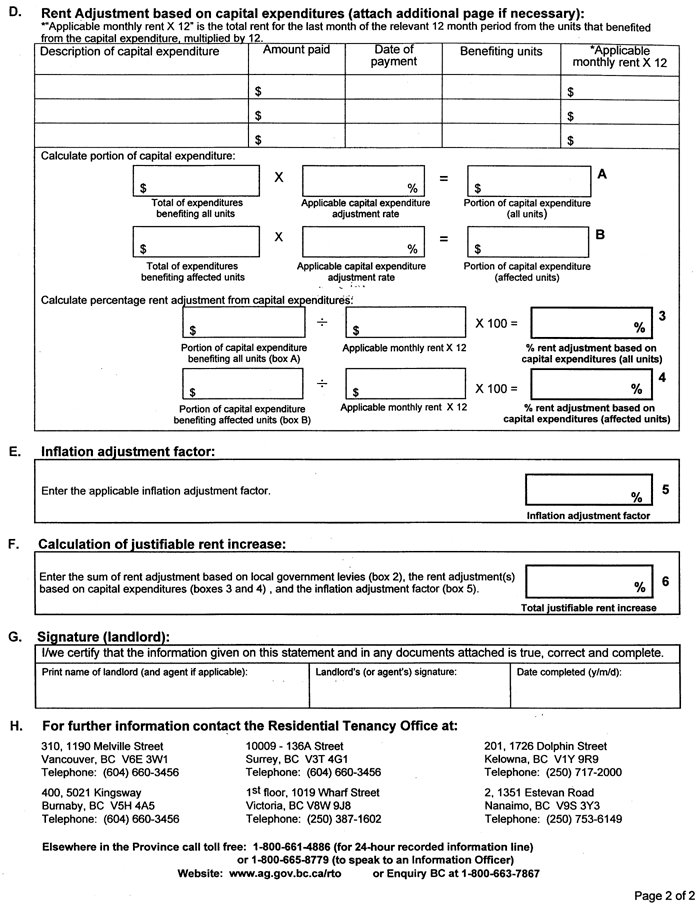 D. Rent Adjustment based on capital expenditures (attach additional page if necessary):
*"Applicable monthly rent X 12" is the total rent for the last month of the relevant 12 month period from the units that benefited
from the capital expenditure, multiplied by 12.
Description of capital expenditure Amount paid Date of payment Benefiting units *Applicable monthly rent X 12
$ $
$ $
$ $
Calculate portion of capital expenditure:
$ X % = $ A
Total of expenditures benefiting all units Applicable capital expenditure adjustment rate Portion of capital expenditure (all units)
$ X % = $ B
Total of expenditures benefiting affected units Applicable capital expenditure adjustment rate Portion of capital expenditure (affected units)
Calculate percentage rent adjustment from capital expenditures:
$ ÷ $ X 100 = % 3
Portion of capital expenditure benefiting all units (box A) Applicable monthly rent X 12 % rent adjustment based on capital expenditures (all units)
$ ÷ $ X 100 = % 4
Portion of capital expenditure benefiting affected units (box B) Applicable monthly rent X 12 % rent adjustment based on capital expenditures (affected units)
E. Inflation adjustment factor:
Enter the applicable inflation adjustment factor. % 5
Inflation adjustment factor
F. Calculation of justifiable rent increase:
Enter the sum of rent adjustment based on local government levies (box 2), the rent adjustment(s)
based on capital expenditures (boxes 3 and 4) , and the inflation adjustment factor (box 5). % 6
Total justifiable rent increase
G. Signature (landlord):
I/we certify that the information given on this statement and in any documents attached is true, correct and complete.
Print name of landlord (and agent if applicable): Landlord's (or agent's) signature: Date completed (y/m/d):
H. For further information contact the Residential Tenancy Office at:
310, 1190 Melville Street 10009 - 136A Street 201, 1726 Dolphin Street
Vancouver, BC V6E 3W1 Surrey, BC V3T 4G1 Kelowna, BC V1Y 9R9
Telephone: (604) 660-3456 Telephone: (604) 660-3456 Telephone: (250) 717-2000
400, 5021 Kingsway 1st floor, 1019 Wharf Street 2, 1351 Estevan Road
Burnaby, BC V5H 4A5 Victoria, BC V8W 9J8 Nanaimo, BC V9S 3Y3
Telephone: (604) 660-3456 Telephone: (250) 387-1602 Telephone: (250) 753-6149
Elsewhere in the Province call toll free: 1-800-661-4886 (for 24-hour recorded information line)
or 1-800-665-8779 (to speak to an Information Officer)
Website: www.ag.gov.bc.ca/rto or Enquiry BC at 1-800-663-7867
Page 2 of 2